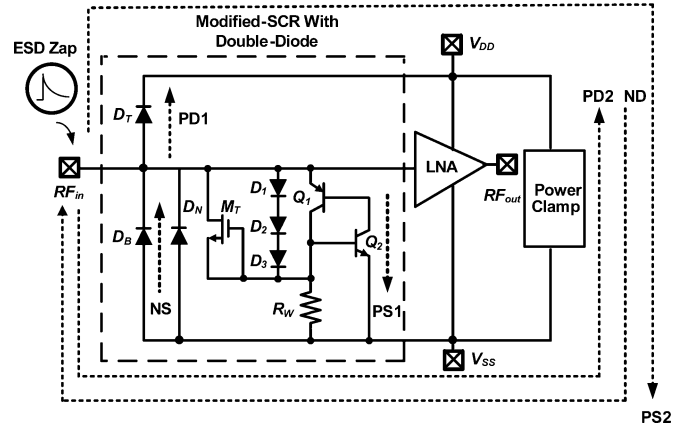 Modified-SCR With
Double-Diode
ESD Zap
VDD
DT
PD1
PD2 ND
LNA
RFin
RFout
Power
Clamp
DN
MT
D1
Q1
DB
D2
Q2
D3
NS
RW
PS1
VSS
PS2